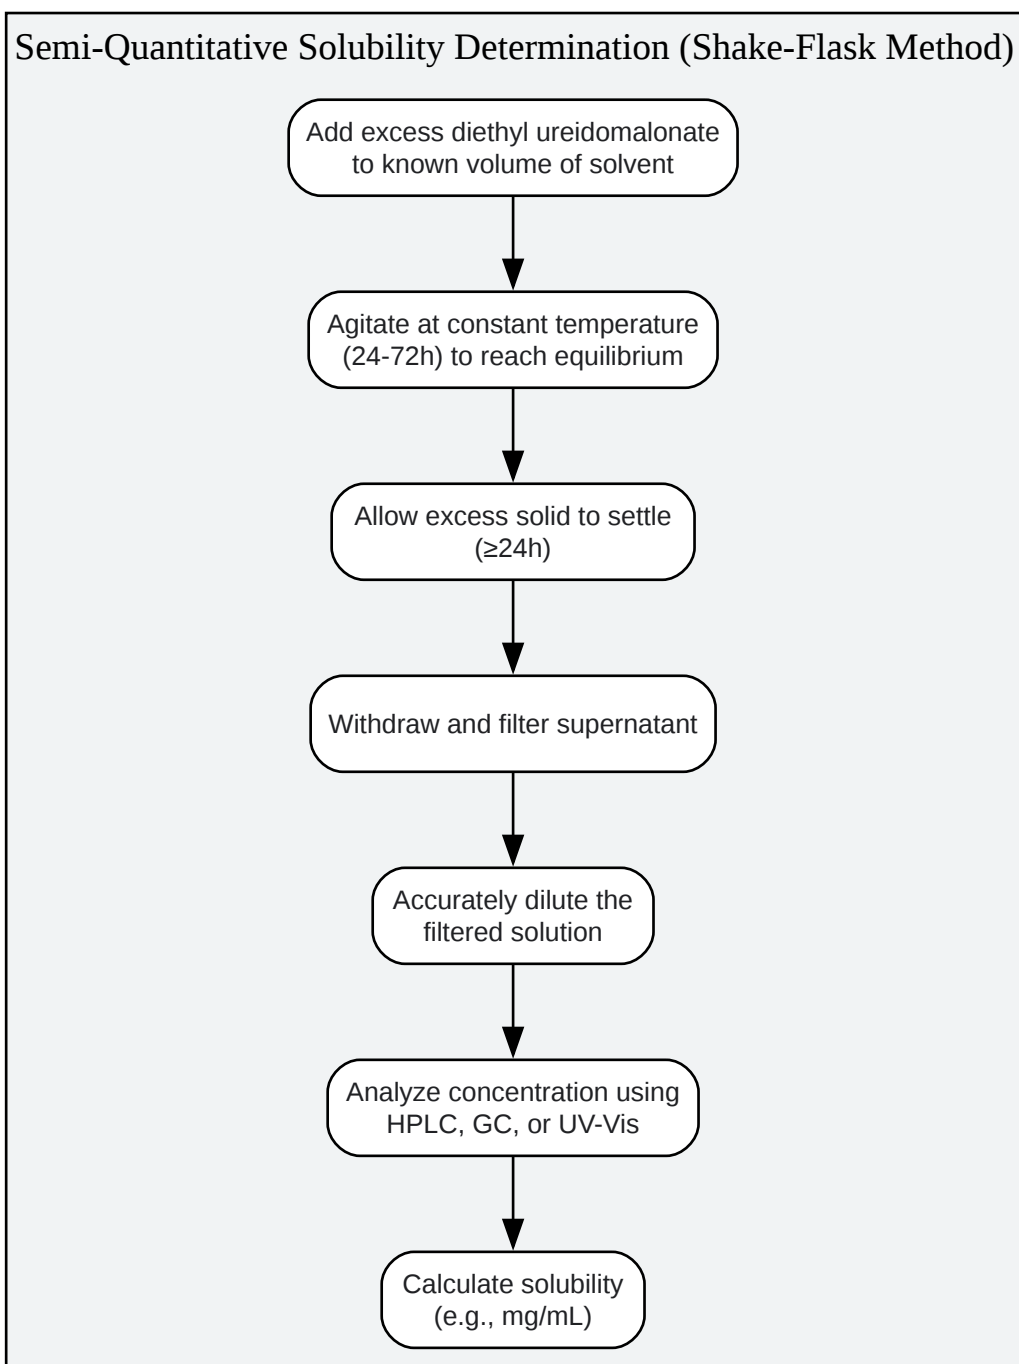 Semi-Quantitative Solubility Determination (Shake-Flask Method)
Add excess diethyl ureidomalonate
to known volume of solvent
Agitate at constant temperature
(24-72h) to reach equilibrium
Allow excess solid to settle
(≥24h)
Withdraw and filter supernatant
Accurately dilute the
filtered solution
Analyze concentration using
HPLC, GC, or UV-Vis
Calculate solubility
(e.g., mg/mL)